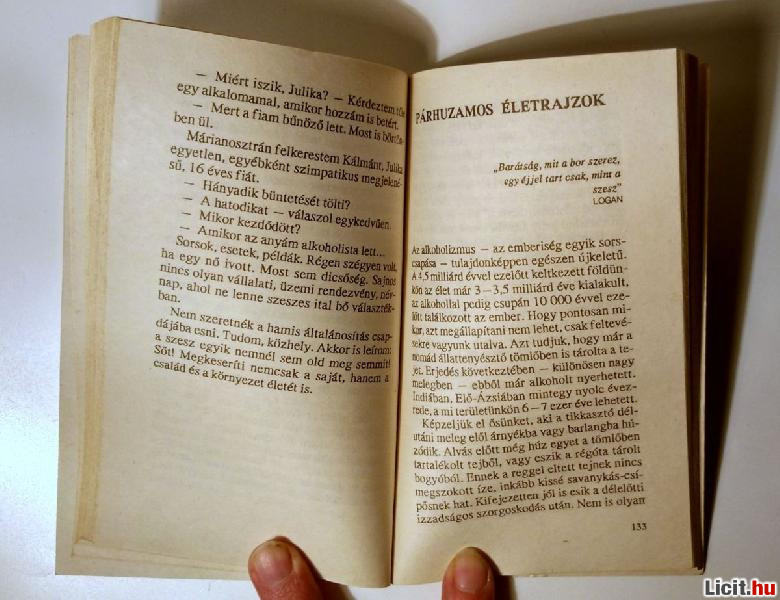 — Miért iszik, Julika? — Kérdeztem tőle
egy alkalomamal, amikor hozzám is betért.
— Mert a fiam bűnöző lett. Most is börtön-
ben ül.
Márianosztrán felkerestem Kálmánt, Julika
egyetlen, egyébként szimpatikus megjelené-
sű, 16 éves fiát.
— Hányadik büntetését tölti?
— A hatodikat — válaszol egykedvűen.
— Mikor kezdődött?
— Amikor az anyám alkoholista lett...
Sorsok, esetek, példák. Régen szégyen volt,
ha egy nő ivott. Most sem dicsőség. Sajnos
nincs olyan vállalati, üzemi rendezvény, név-
nap, ahol ne lenne szeszes ital bő választék-
ban.
Nem szeretnék a hamis általánosítás csap-
dájába esni. Tudom, közhely. Akkor is leírom:
a szesz egyik nemnél sem old meg semmit!
Sőt! Megkeseríti nemcsak a saját, hanem a
család és a környezet életét is.
PÁRHUZAMOS ÉLETRAJZOK
„Barátság, mit a bor szerez,
egy éjjel tart csak, mint a
szesz"
LOGAN
Az alkoholizmus — az emberiség egyik sors-
csapása — tulajdonképpen egészen újkeletű.
A 4,5 milliárd évvel ezelőtt keltkezett földün-
kön az élet már 3—3,5 milliárd éve kialakult,
az alkohollal pedig csupán 10 000 évvel eze-
lőtt találkozott az ember. Hogy pontosan mi-
kor, azt megállapítani nem lehet, csak feltevé-
sekre vagyunk utalva. Azt tudjuk, hogy már a
nomád állattenyésztő tömlőiben is tárolta a te-
jet. Erjedés következtében — különösen nagy
melegben — ebből már alkoholt nyerhetett.
Indiában, Elő-Ázsiában mintegy nyolc évez-
rede, a mi területünkön 6—7 ezer éve lehetett.
Képzeljük el ősünket, aki a tikkasztó dél-
utáni meleg elől árnyékba vagy barlangba hú-
zódik. Alvás előtt még húz egyet a tömlőben
tartalékolt tejből, vagy eszik a régóta tárolt
bogyóból. Ennek a reggel eltett tejnek nincs
megszokott íze, inkább kissé savanykás-csí-
pősnek hat. Kifejezetten jól is esik a délelőtti
izzadságos szorgoskodás után. Nem is olyan
133
Licit.hu